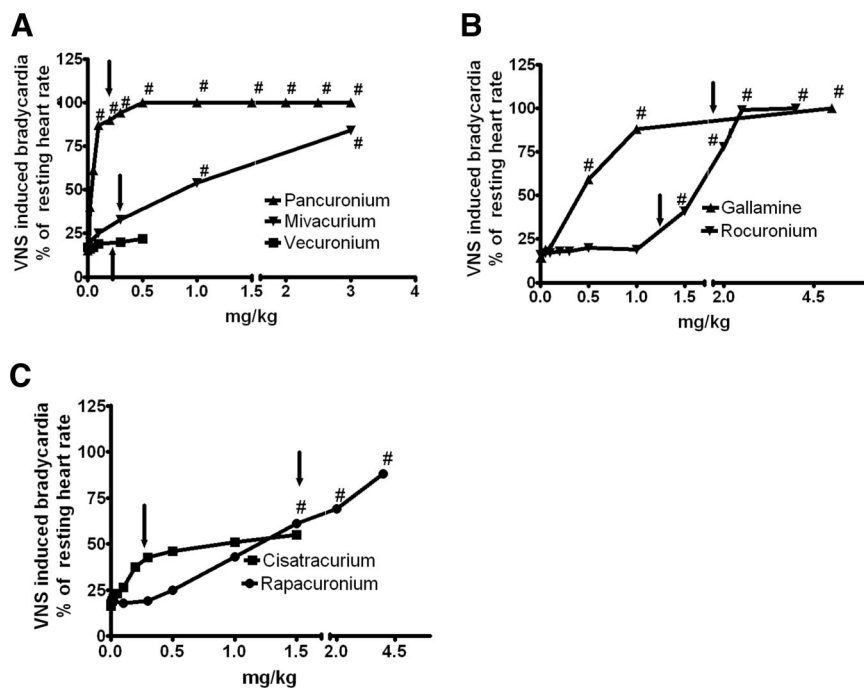 A
VNS induced bradycardia
% of resting heart rate
125
100
75
50
25
0
# # # # # # # # #
#
#
Pancuronium
Mivacurium
Vecuronium
0.0 0.5 1.0 1.5 2 3 4
mg/kg
B
VNS induced bradycardia
% of resting heart rate
125
100
75
50
25
0
# # # # #
#
#
Gallamine
Rocuronium
0.0 0.5 1.0 1.5 2.0 4.5
mg/kg
C
VNS induced bradycardia
% of resting heart rate
125
100
75
50
25
0
#
#
#
Cisatracurium
Rapacuronium
0.0 0.5 1.0 1.5 2.0 4.5
mg/kg